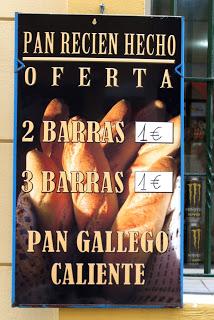 PAN RECIEN HECHO
OFERTA
2 BARRAS 1€
3 BARRAS 1€
PAN GALLEGO
CALIENTE